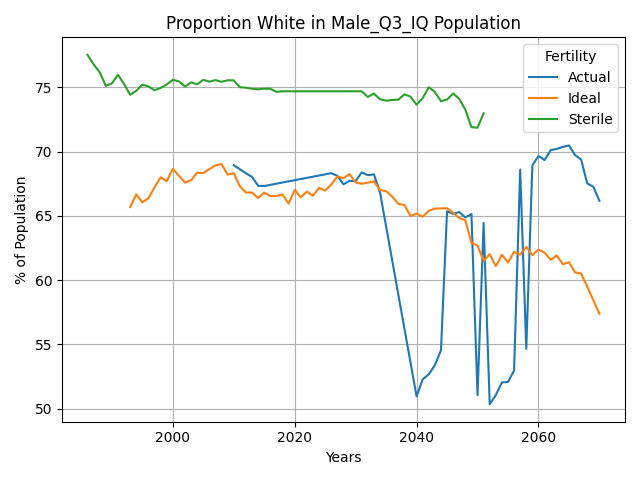 Proportion White in Male_Q3_IQ Population
% of Population
75
70
65
60
55
50
2000
2020
2040
2060
Years
Fertility
Actual
Ideal
Sterile